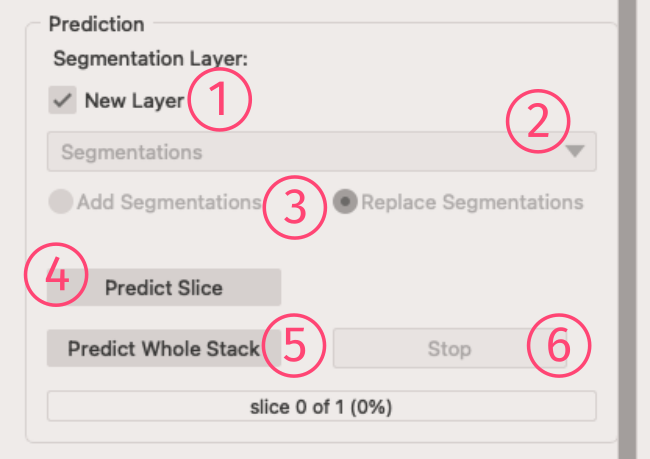 Prediction
Segmentation Layer:
New Layer 1
Segmentations 2
Add Segmentations 3 Replace Segmentations
4 Predict Slice
Predict Whole Stack 5 Stop 6
slice 0 of 1 (0%)